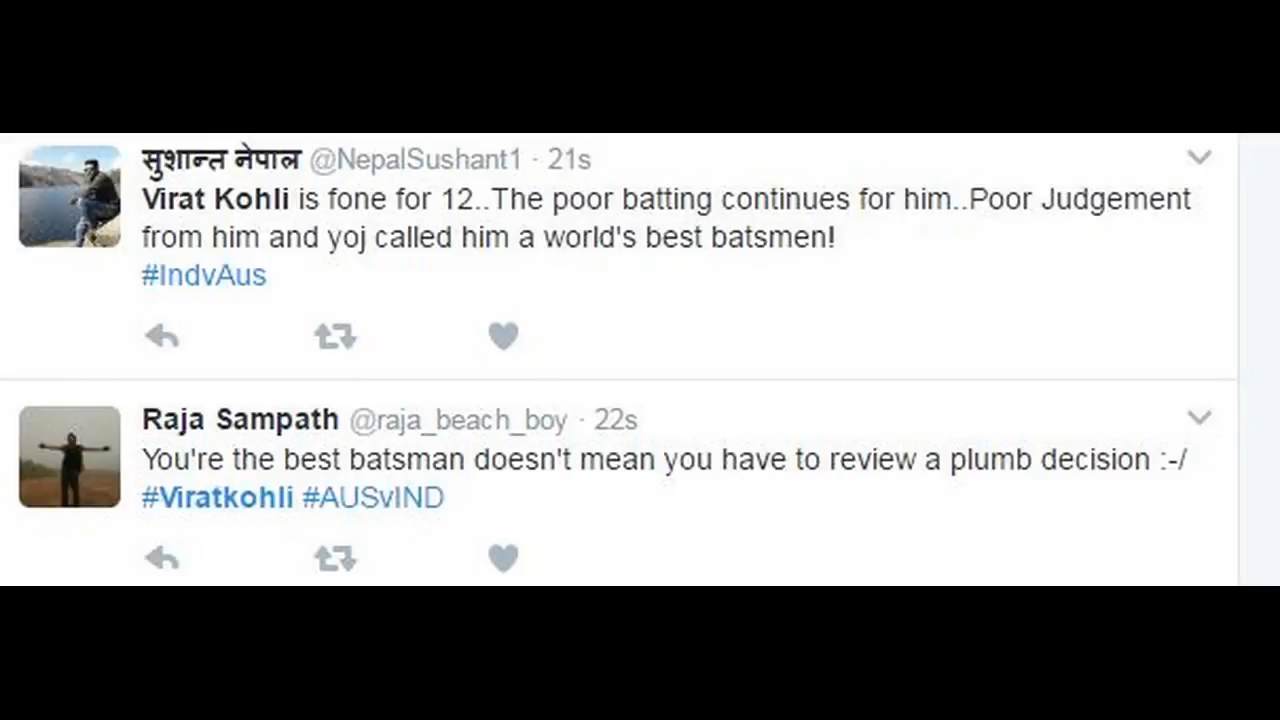 सुशान्त नेपाल @NepalSushant1 · 21s
Virat Kohli is fone for 12..The poor batting continues for him..Poor Judgement
from him and yoj called him a world's best batsmen!
#IndvAus
Raja Sampath @raja_beach_boy · 22s
You're the best batsman doesn't mean you have to review a plumb decision :-/
#Viratkohli #AUSvIND